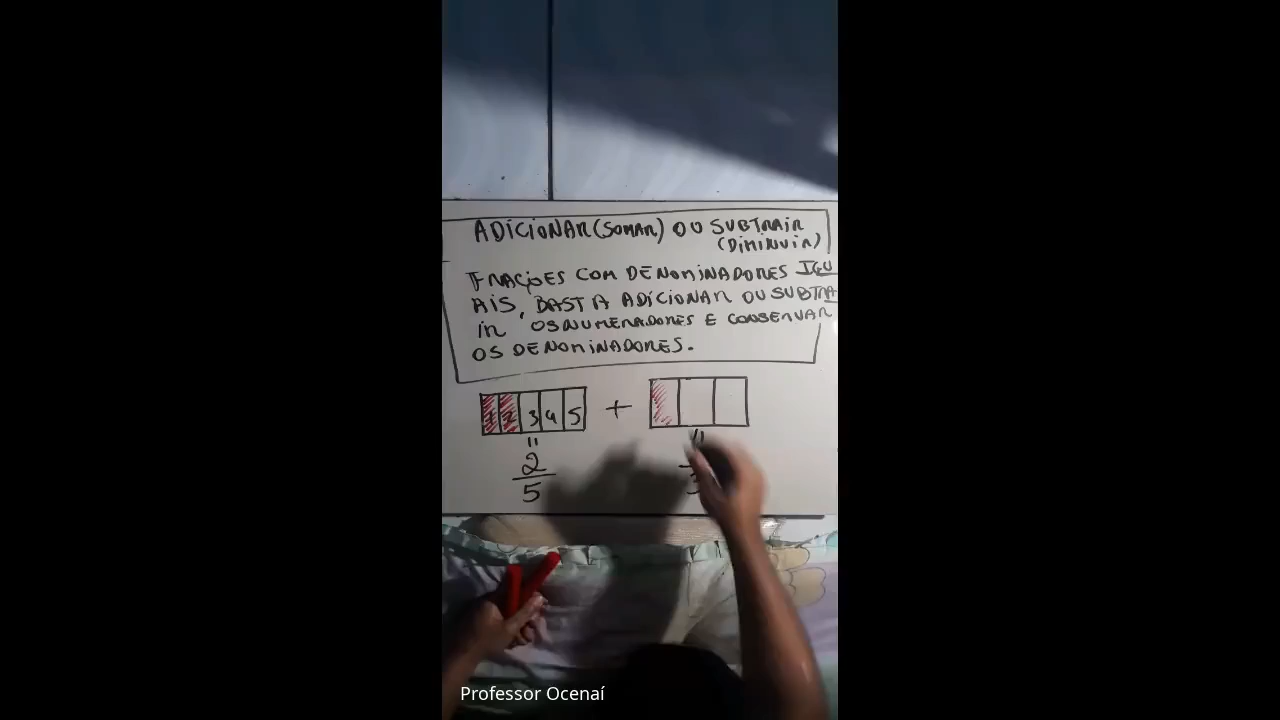 ADICIONAR (SOMAR) OU SUBTRAIR
(DIMINUIR)
FRAÇÕES COM DENOMINADORES IGU
AIS, BASTA ADICIONAR OU SUBTRA
IR OS NUMERADORES E CONSERVAR
OS DENOMINADORES.
1 2 3 4 5 +
= =
2
5 3
Professor Ocenaí